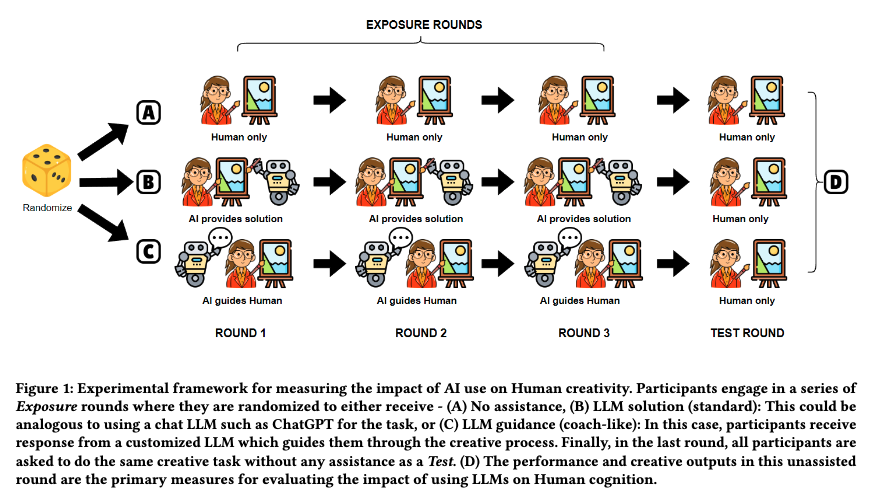 EXPOSURE ROUNDS
A
Human only
Human only
Human only
Human only
Randomize
B
D
AI provides solution
AI provides solution
AI provides solution
Human only
C
AI guides Human
AI guides Human
AI guides Human
Human only
ROUND 1
ROUND 2
ROUND 3
TEST ROUND
Figure 1: Experimental framework for measuring the impact of AI use on Human creativity. Participants engage in a series of
Exposure rounds where they are randomized to either receive - (A) No assistance, (B) LLM solution (standard): This could be
analogous to using a chat LLM such as ChatGPT for the task, or (C) LLM guidance (coach-like): In this case, participants receive
response from a customized LLM which guides them through the creative process. Finally, in the last round, all participants are
asked to do the same creative task without any assistance as a Test. (D) The performance and creative outputs in this unassisted
round are the primary measures for evaluating the impact of using LLMs on Human cognition.